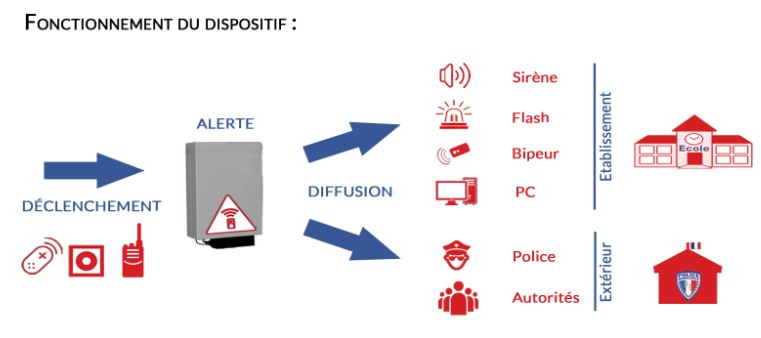 Fonctionnement du dispositif :
DÉCLENCHEMENT
ALERTE
DIFFUSION
Sirène
Flash
Bipeur
PC
Etablissement
Ecole
Police
Autorités
Extérieur
POLICE